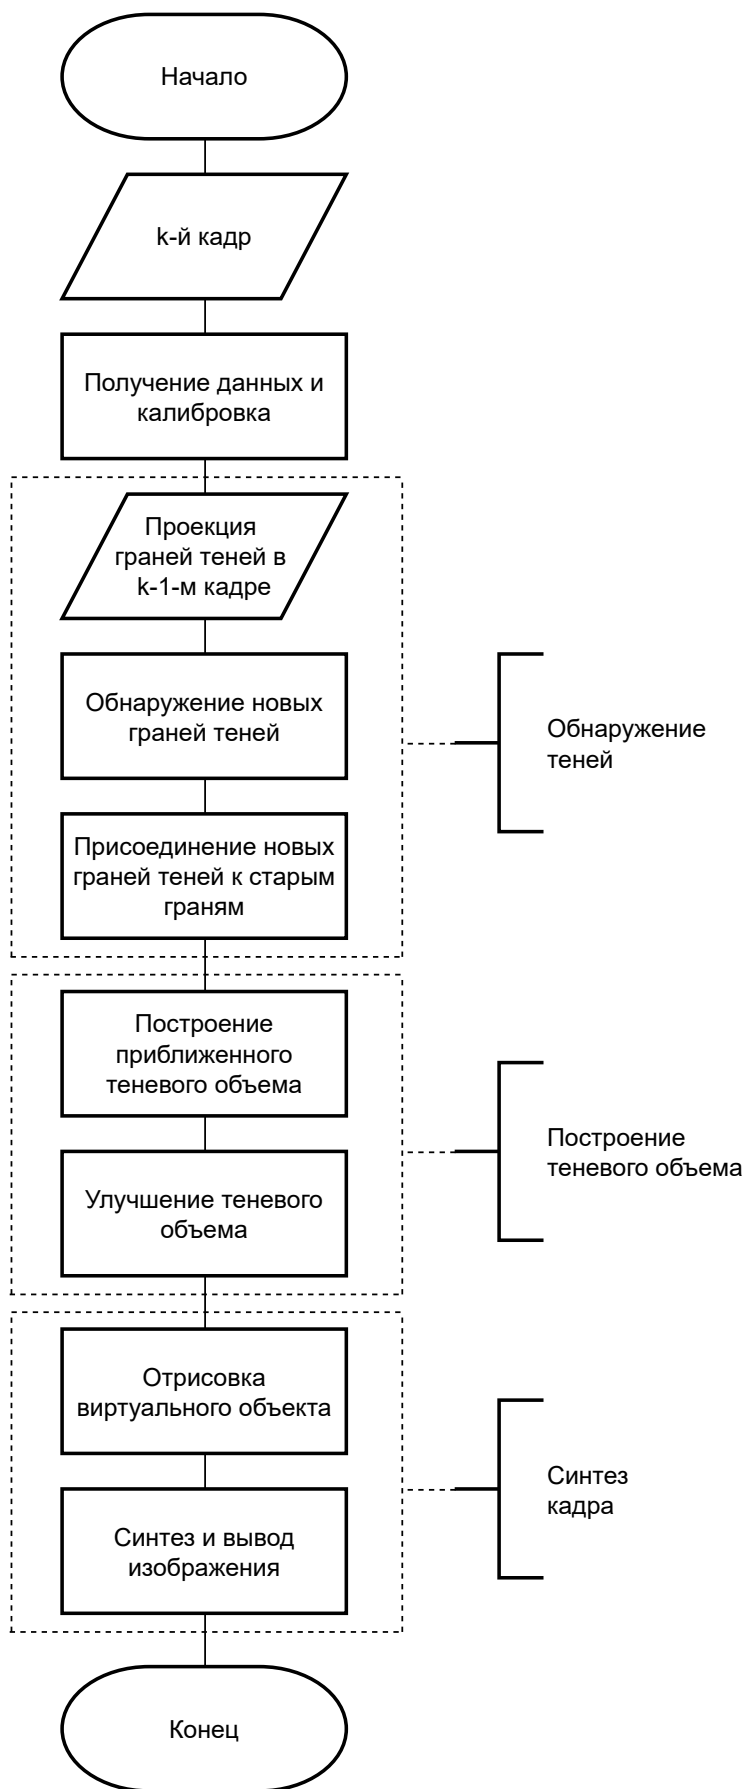 Начало
k-й кадр
Получение данных и
калибровка
Проекция
граней теней в
k-1-м кадре
Обнаружение новых
граней теней
Обнаружение
теней
Присоединение новых
граней теней к старым
граням
Построение
приближенного
теневого объема
Построение
теневого объема
Улучшение теневого
объема
Отрисовка
виртуального объекта
Синтез
кадра
Синтез и вывод
изображения
Конец